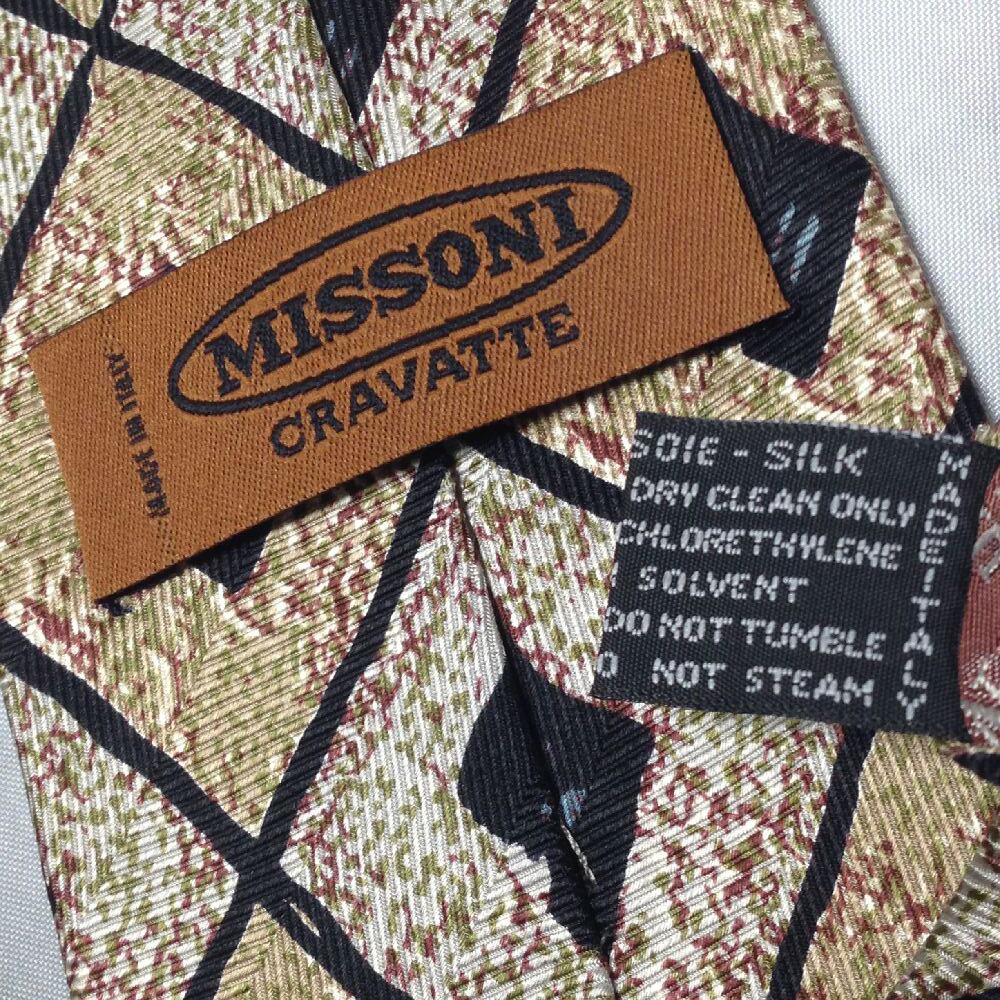 MISSONI
CRAVATTE
MADE IN ITALY
SOIE - SILK
DRY CLEAN ONLY
CHLORETHYLENE
SOLVENT
DO NOT TUMBLE
O NOT STEAM
MADE ITALY